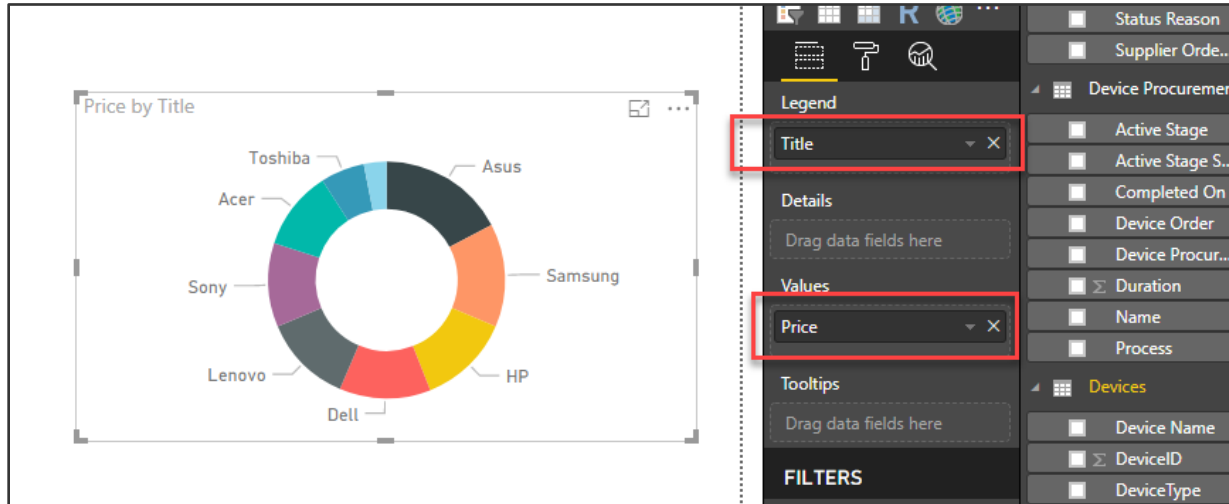 Price by Title
Toshiba
Asus
Acer
Samsung
Sony
Lenovo
HP
Dell
R
Legend
Title
Details
Drag data fields here
Values
Price
Tooltips
Drag data fields here
FILTERS
Status Reason
Supplier Orde...
Device Procuremen
Active Stage
Active Stage S...
Completed On
Device Order
Device Procur...
Σ Duration
Name
Process
Devices
Device Name
Σ DeviceID
DeviceType